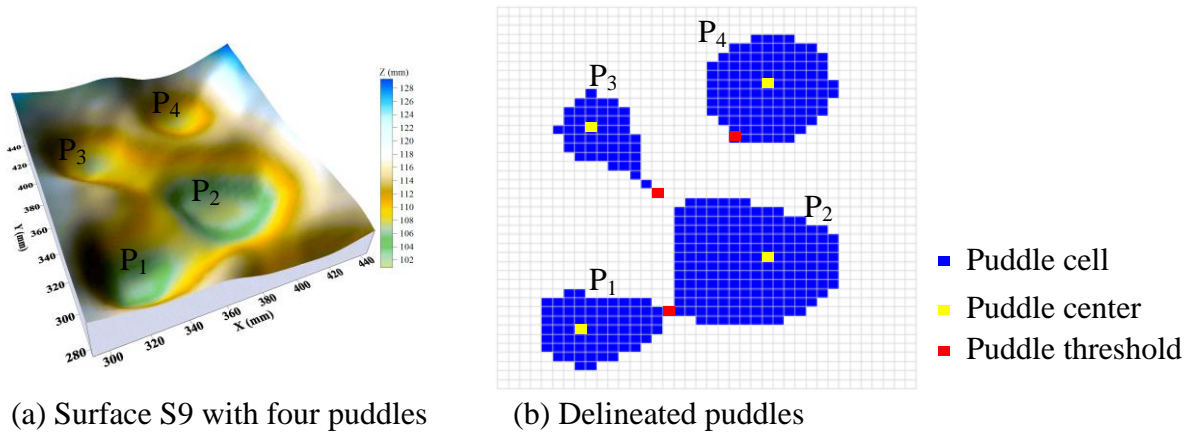 Z (mm)
128
126
124
122
120
118
116
114
112
110
108
106
104
102
P4
P3
P2
P1
440
420
400
380
360
340
320
300
280
Y (mm)
300
320
340
360
380
400
420
440
X (mm)
P4
P3
P2
P1
Puddle cell
Puddle center
Puddle threshold
(a) Surface S9 with four puddles
(b) Delineated puddles